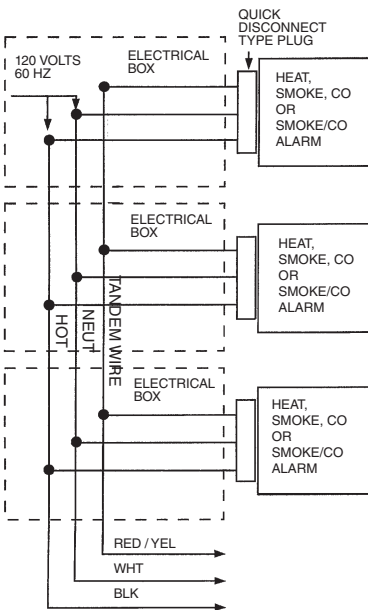 QUICK
DISCONNECT
TYPE PLUG
120 VOLTS
60 HZ
ELECTRICAL
BOX
HEAT,
SMOKE, CO
OR
SMOKE/CO
ALARM
ELECTRICAL
BOX
HEAT,
SMOKE, CO
OR
SMOKE/CO
ALARM
HOT
NEUT
TANDEM WIRE
ELECTRICAL
BOX
HEAT,
SMOKE, CO
OR
SMOKE/CO
ALARM
RED / YEL
WHT
BLK